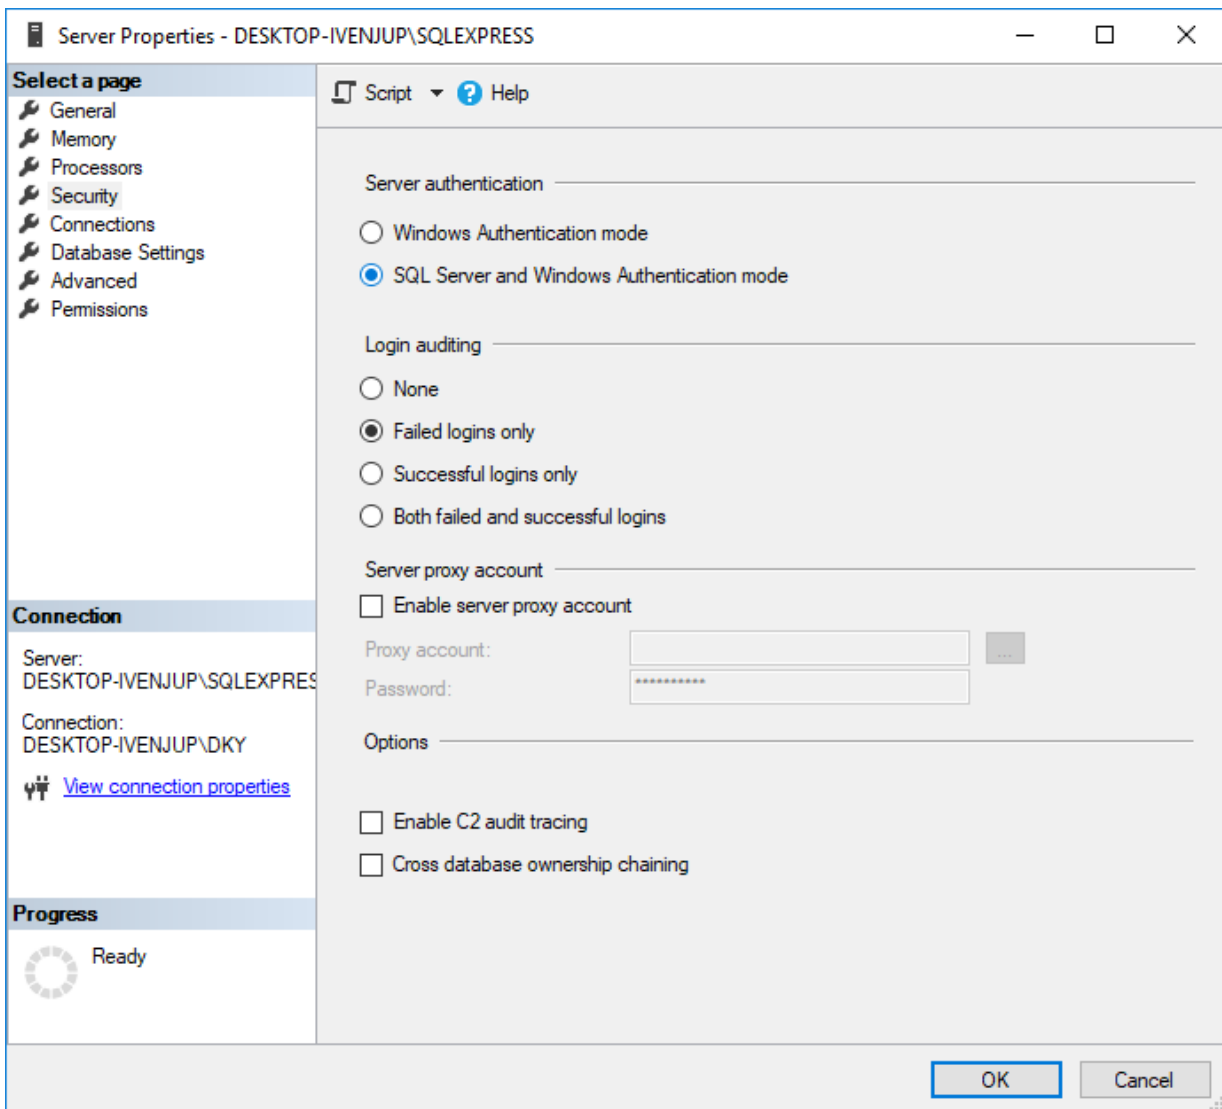 Server Properties - DESKTOP-IVENJUP\SQLEXPRESS
Select a page
General
Memory
Processors
Security
Connections
Database Settings
Advanced
Permissions
Connection
Server:
DESKTOP-IVENJUP\SQLEXPRES
Connection:
DESKTOP-IVENJUP\DKY
View connection properties
Progress
Ready
Script
Help
Server authentication
Windows Authentication mode
SQL Server and Windows Authentication mode
Login auditing
None
Failed logins only
Successful logins only
Both failed and successful logins
Server proxy account
Enable server proxy account
Proxy account:
...
Password:
**********
Options
Enable C2 audit tracing
Cross database ownership chaining
OK
Cancel